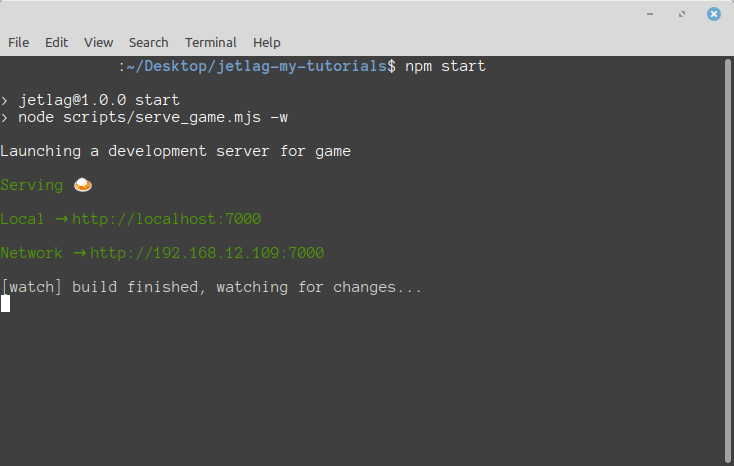 File Edit View Search Terminal Help
:~/Desktop/jetlag-my-tutorials$ npm start
> jetlag@1.0.0 start
> node scripts/serve_game.mjs -w
Launching a development server for game
Serving 🍛
Local → http://localhost:7000
Network → http://192.168.12.109:7000
[watch] build finished, watching for changes...